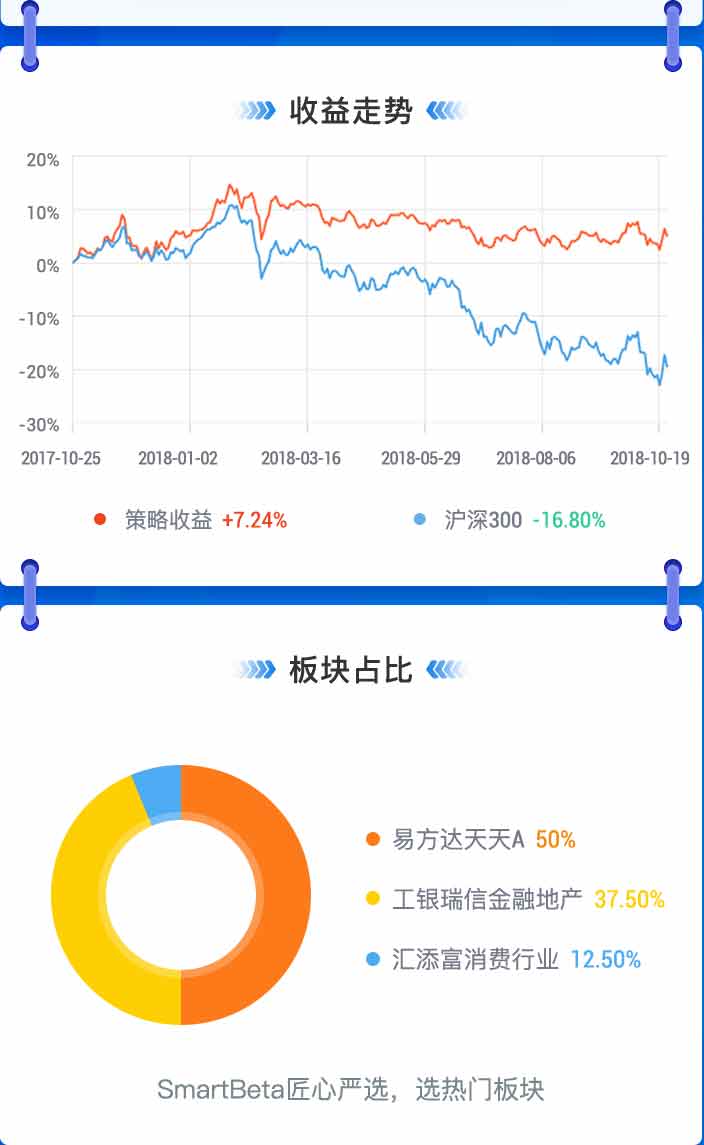 收益走势
20%
10%
0%
-10%
-20%
-30%
2017-10-25 2018-01-02 2018-03-16 2018-05-29 2018-08-06 2018-10-19
策略收益 +7.24% 沪深300 -16.80%
板块占比
易方达天天A 50%
工银瑞信金融地产 37.50%
汇添富消费行业 12.50%
SmartBeta匠心严选，选热门板块